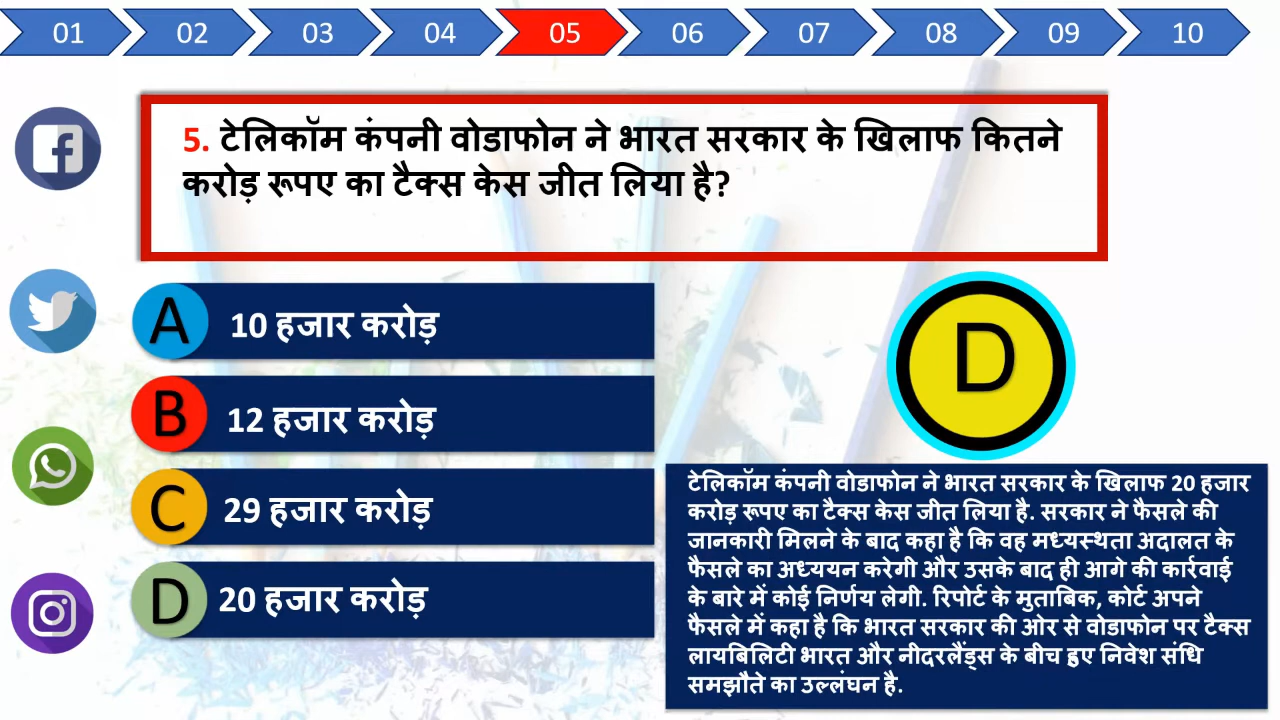 01 02 03 04 05 06 07 08 09 10
5. टेलिकॉम कंपनी वोडाफोन ने भारत सरकार के खिलाफ कितने
करोड़ रूपए का टैक्स केस जीत लिया है?
A 10 हजार करोड़
B 12 हजार करोड़
C 29 हजार करोड़
D 20 हजार करोड़
D
टेलिकॉम कंपनी वोडाफोन ने भारत सरकार के खिलाफ 20 हजार
करोड़ रूपए का टैक्स केस जीत लिया है. सरकार ने फैसले की
जानकारी मिलने के बाद कहा है कि वह मध्यस्थता अदालत के
फैसले का अध्ययन करेगी और उसके बाद ही आगे की कार्रवाई
के बारे में कोई निर्णय लेगी. रिपोर्ट के मुताबिक, कोर्ट अपने
फैसले में कहा है कि भारत सरकार की ओर से वोडाफोन पर टैक्स
लायबिलिटी भारत और नीदरलैंड्स के बीच हुए निवेश संधि
समझौते का उल्लंघन है.